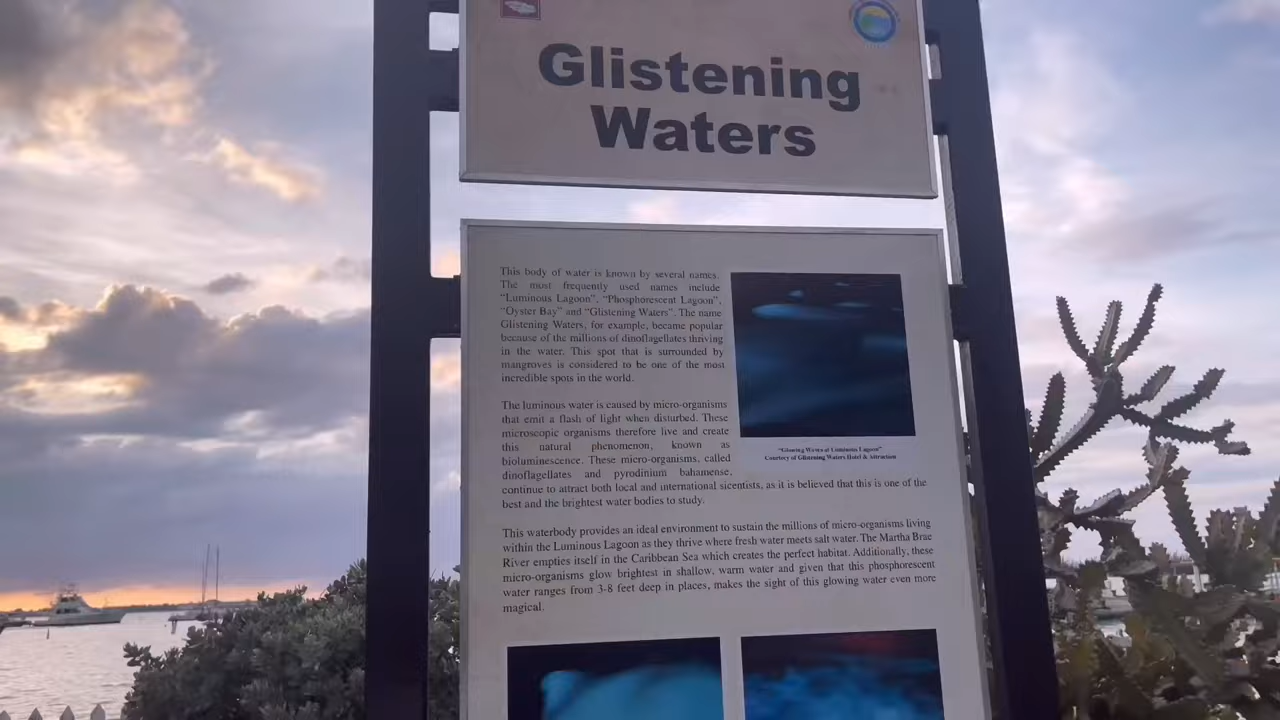 Glistening
Waters
This body of water is known by several names.
The most frequently used names include
"Luminous Lagoon", "Phosphorescent Lagoon",
"Oyster Bay" and "Glistening Waters". The name
Glistening Waters, for example, became popular
because of the millions of dinoflagellates thriving
in the water. This spot that is surrounded by
mangroves is considered to be one of the most
incredible spots in the world.
The luminous water is caused by micro-organisms
that emit a flash of light when disturbed. These
microscopic organisms therefore live and create
this natural phenomenon, known as
bioluminescence. These micro-organisms, called
dinoflagellates and pyrodinium bahamense,
continue to attract both local and international sicentists, as it is believed that this is one of the
best and the brightest water bodies to study.
"Glowing Waves at Luminous Lagoon"
Courtesy of Glistening Waters Hotel & Attraction
This waterbody provides an ideal environment to sustain the millions of micro-organisms living
within the Luminous Lagoon as they thrive where fresh water meets salt water. The Martha Brae
River empties itself in the Caribbean Sea which creates the perfect habitat. Additionally, these
micro-organisms glow brightest in shallow, warm water and given that this phosphorescent
water ranges from 3-8 feet deep in places, makes the sight of this glowing water even more
magical.